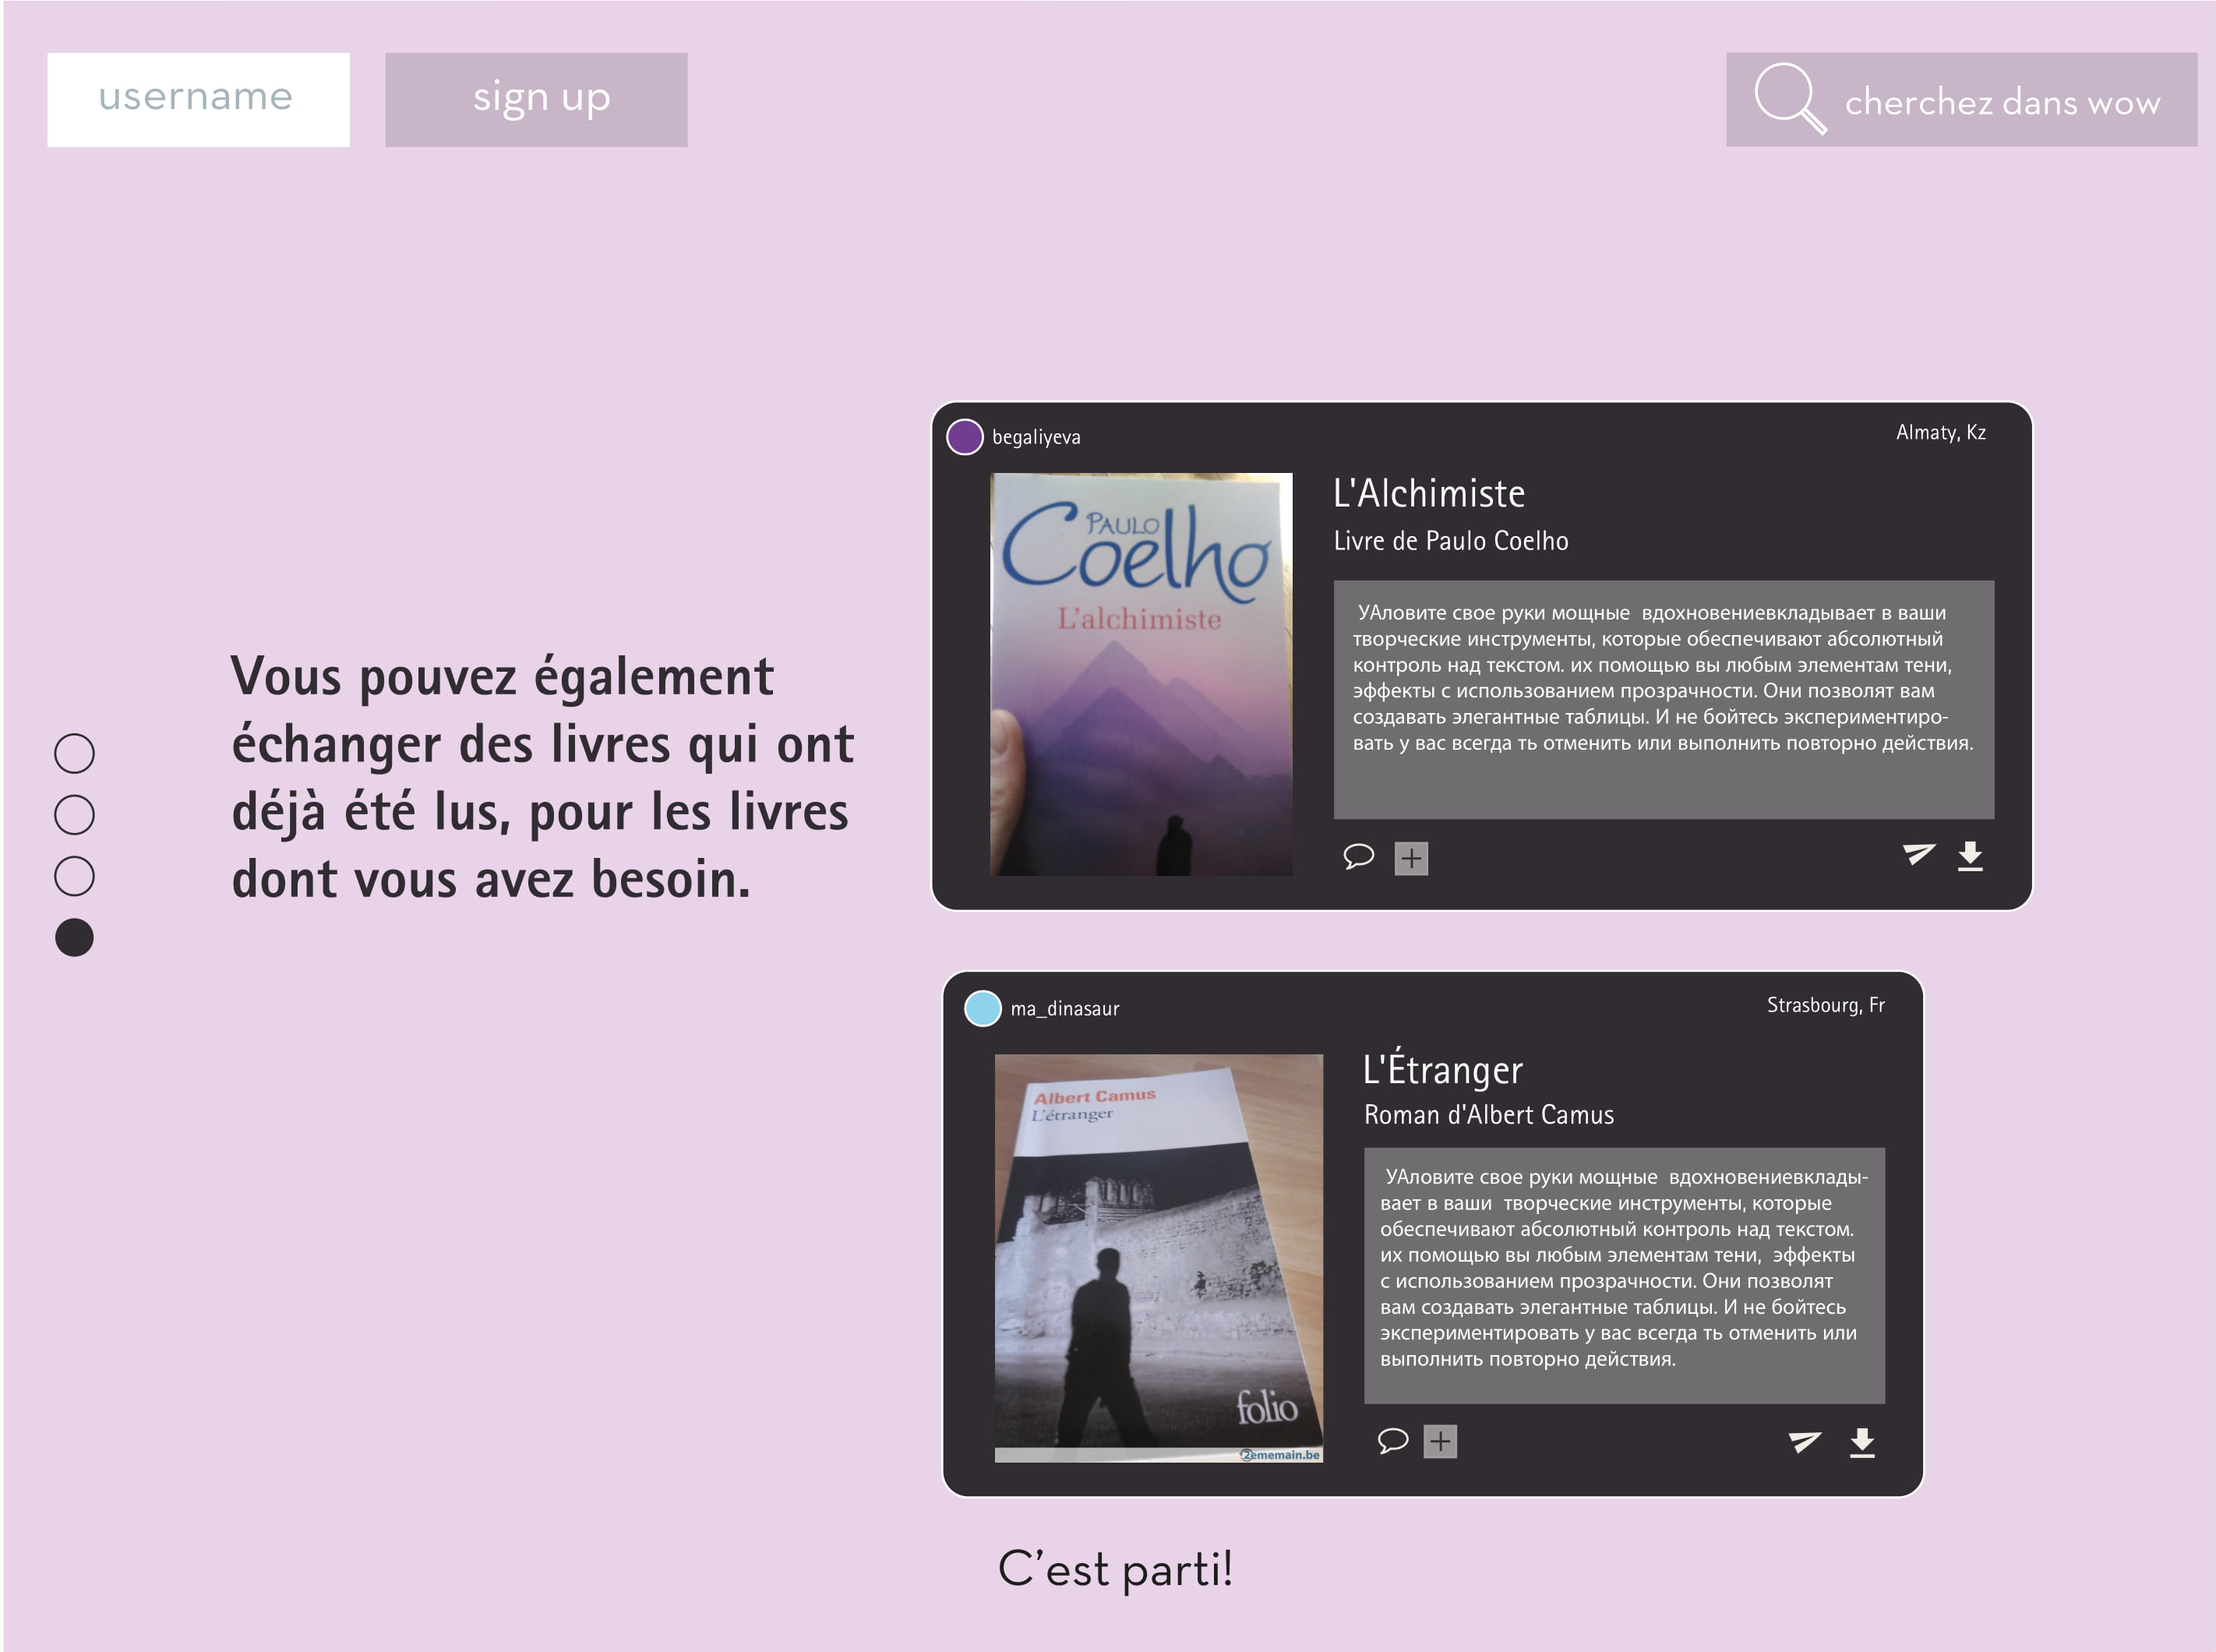 username
sign up
cherchez dans wow
Vous pouvez également
échanger des livres qui ont
déjà été lus, pour les livres
dont vous avez besoin.
begaliyeva
Almaty, Kz
PAULO
Coelho
L'alchimiste
L'Alchimiste
Livre de Paulo Coelho
УАловите свое руки мощные вдохновениевкладывает в ваши
творческие инструменты, которые обеспечивают абсолютный
контроль над текстом. их помощью вы любым элементам тени,
эффекты с использованием прозрачности. Они позволят вам
создавать элегантные таблицы. И не бойтесь экспериментиро-
вать у вас всегда ть отменить или выполнить повторно действия.
ma_dinasaur
Strasbourg, Fr
Albert Camus
L'étranger
folio
2ememain.be
L'Étranger
Roman d'Albert Camus
УАловите свое руки мощные вдохновениевклады-
вает в ваши творческие инструменты, которые
обеспечивают абсолютный контроль над текстом.
их помощью вы любым элементам тени, эффекты
с использованием прозрачности. Они позволят
вам создавать элегантные таблицы. И не бойтесь
экспериментировать у вас всегда ть отменить или
выполнить повторно действия.
C’est parti!